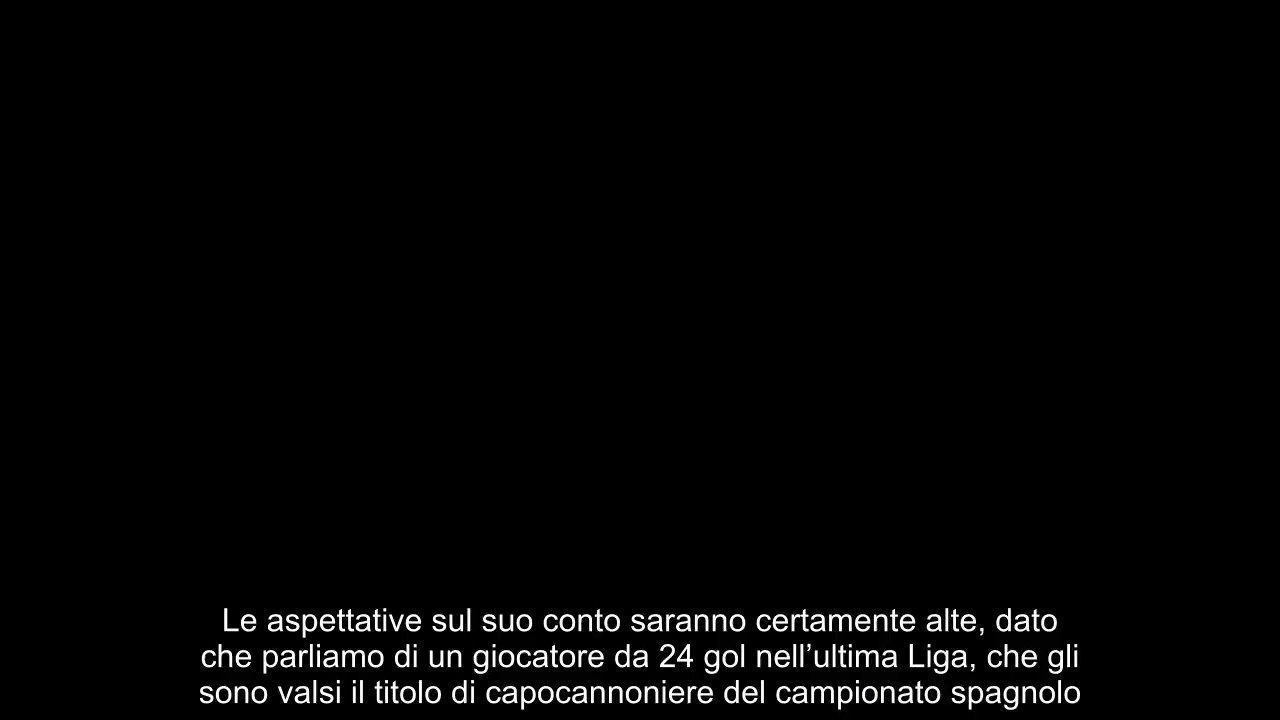 Le aspettative sul suo conto saranno certamente alte, dato
che parliamo di un giocatore da 24 gol nell’ultima Liga, che gli
sono valsi il titolo di capocannoniere del campionato spagnolo